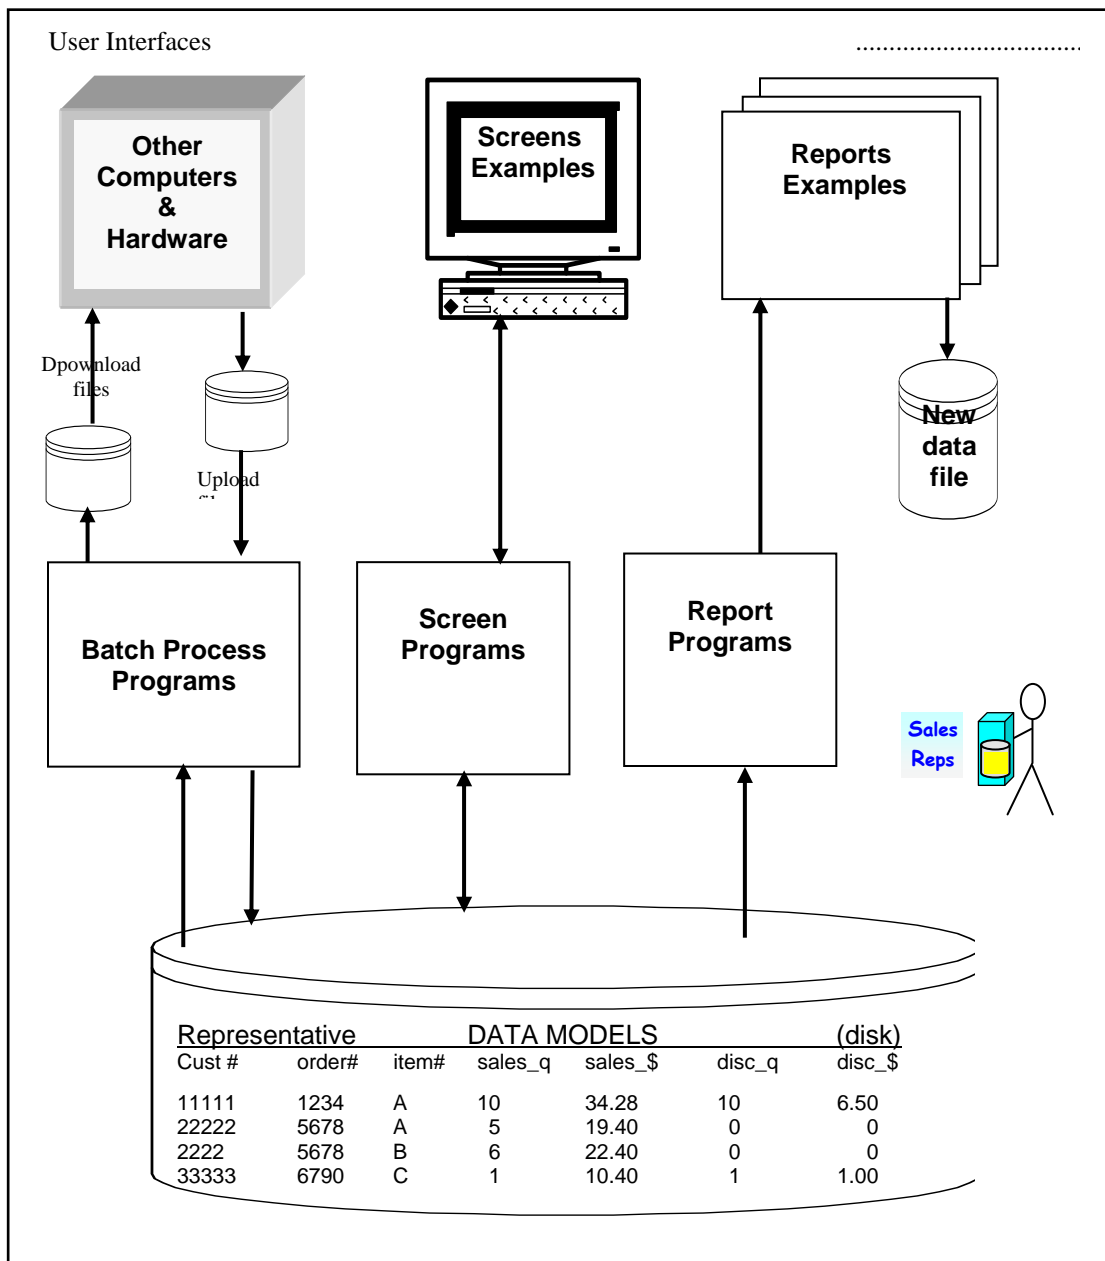 User Interfaces ..................................
Other
Computers
&
Hardware
Screens
Examples
Reports
Examples
Dpownload
files
Upload
New
data
file
Batch Process
Programs
Screen
Programs
Report
Programs
Sales
Reps
Representative DATA MODELS (disk)
Cust # order# item# sales_q sales_$ disc_q disc_$
11111 1234 A 10 34.28 10 6.50
22222 5678 A 5 19.40 0 0
2222 5678 B 6 22.40 0 0
33333 6790 C 1 10.40 1 1.00